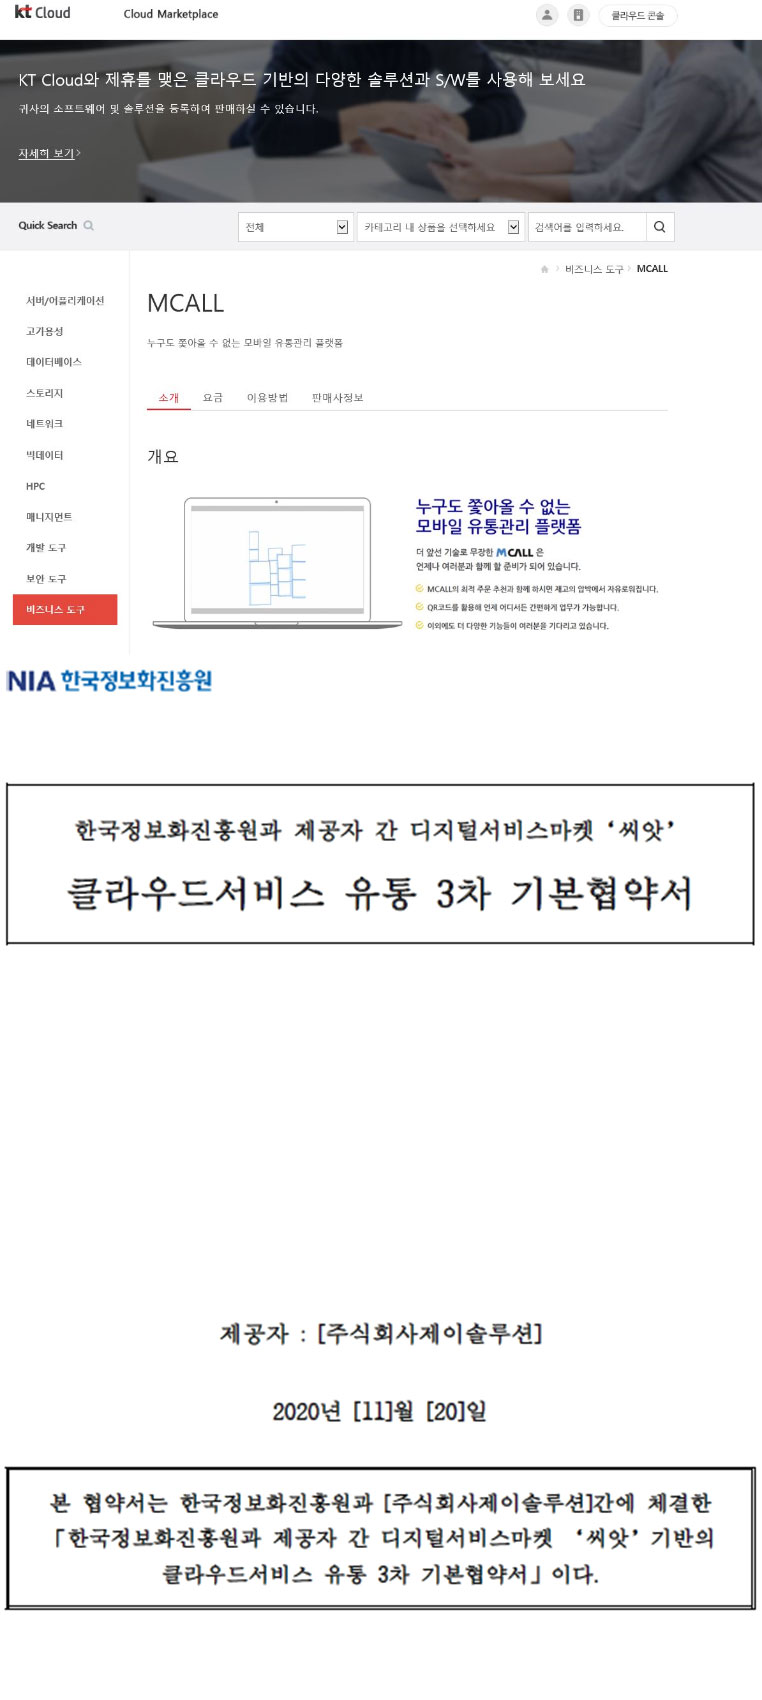 kt Cloud
Cloud Marketplace
클라우드 콘솔
KT Cloud와 제휴를 맺은 클라우드 기반의 다양한 솔루션과 S/W를 사용해 보세요
귀사의 소프트웨어 및 솔루션을 등록하여 판매하실 수 있습니다.
자세히 보기
Quick Search
전체
카테고리 내 상품을 선택하세요
검색어를 입력하세요.
비즈니스 도구 > MCALL
서버/어플리케이션
고가용성
데이터베이스
스토리지
네트워크
빅데이터
HPC
매니지먼트
개발 도구
보안 도구
비즈니스 도구
MCALL
누구도 쫓아올 수 없는 모바일 유통관리 플랫폼
소개 요금 이용방법 판매사정보
개요
누구도 쫓아올 수 없는
모바일 유통관리 플랫폼
더 앞선 기술로 무장한 MCALL 은
언제나 여러분과 함께 할 준비가 되어 있습니다.
MCALL의 최적 주문 추천과 함께 하시면 재고의 압박에서 자유로워집니다.
QR코드를 활용해 언제 어디서든 간편하게 업무가 가능합니다.
이외에도 더 다양한 기능들이 여러분을 기다리고 있습니다.
NIA 한국정보화진흥원
한국정보화진흥원과 제공자 간 디지털서비스마켓 ‘씨앗’
클라우드서비스 유통 3차 기본협약서
제공자 : [주식회사제이솔루션]
2020년 [11]월 [20]일
본 협약서는 한국정보화진흥원과 [주식회사제이솔루션]간에 체결한
「한국정보화진흥원과 제공자 간 디지털서비스마켓 ‘씨앗’ 기반의
클라우드서비스 유통 3차 기본협약서」이다.